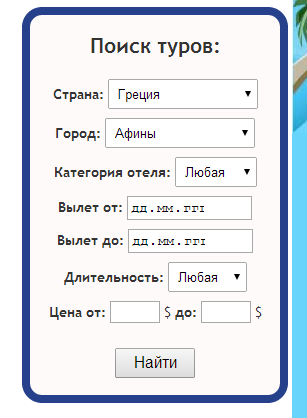 Поиск туров:
Страна: Греция
Город: Афины
Категория отеля: Любая
Вылет от: дд.мм.ггг
Вылет до: дд.мм.ггг
Длительность: Любая
Цена от: $ до: $
Найти